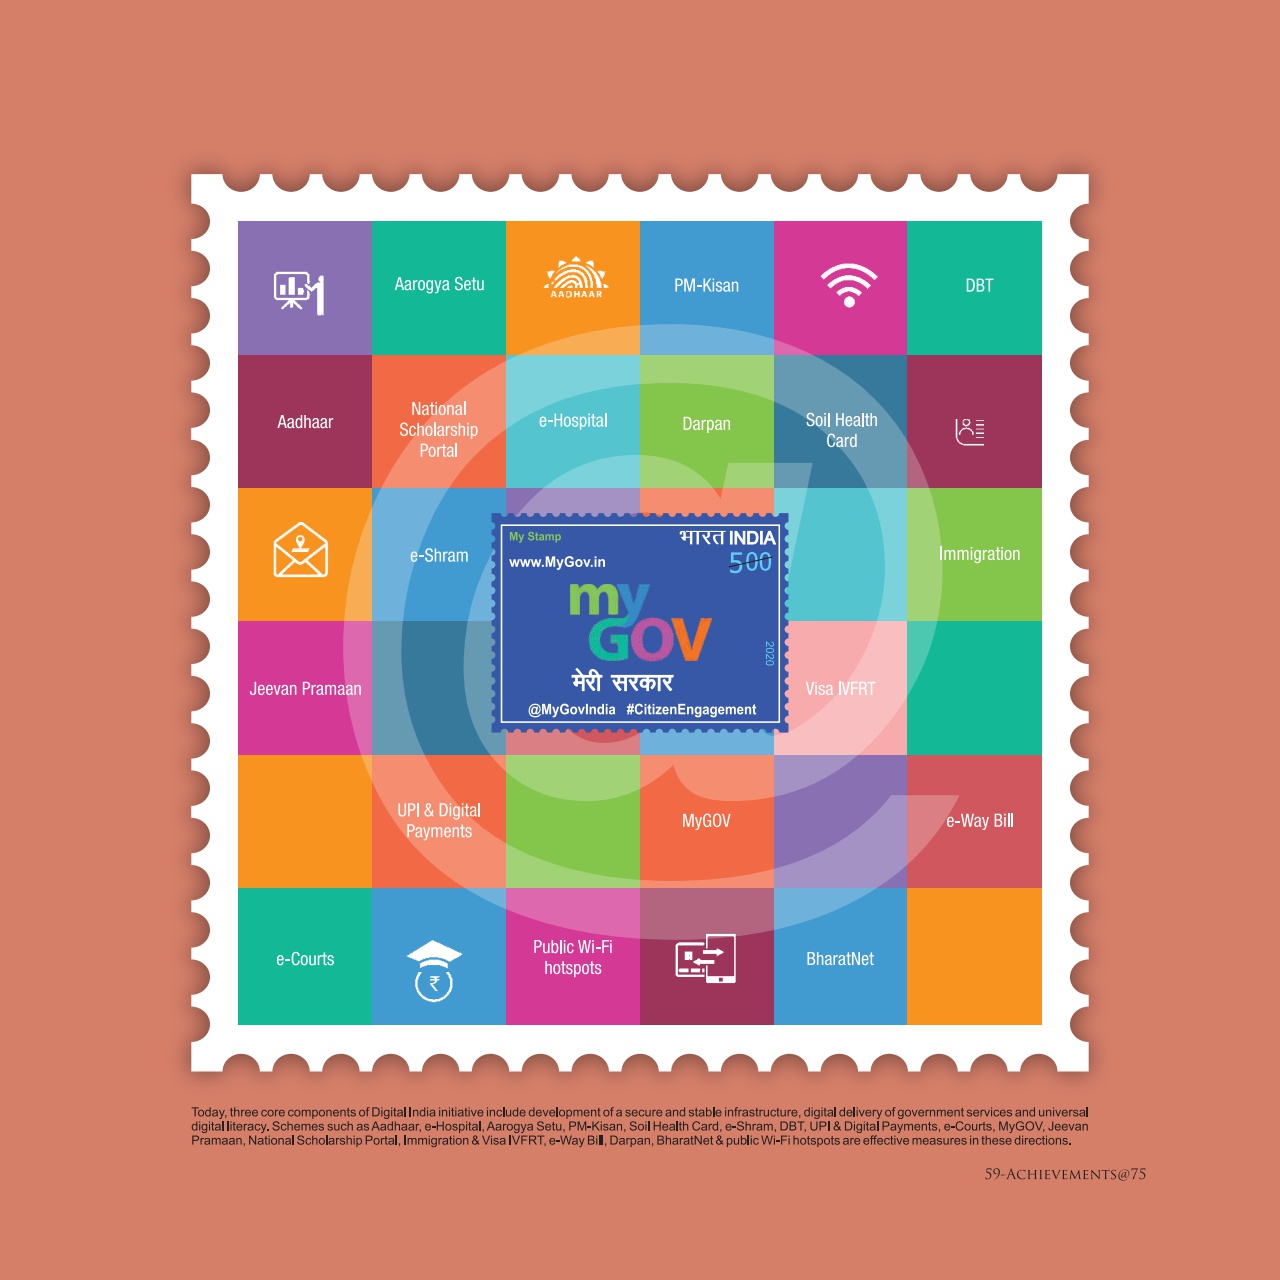 Aarogya Setu
AADHAAR
PM-Kisan
DBT
Aadhaar
National
Scholarship
Portal
e-Hospital
Darpan
Soil Health
Card
e-Shram
My Stamp
भारत INDIA
www.MyGov.in
500
my
GOV
2020
मेरी सरकार
@MyGovIndia #CitizenEngagement
Immigration
Jeevan Pramaan
Visa IVFRT
UPI & Digital
Payments
MyGOV
e-Way Bill
e-Courts
₹
Public Wi-Fi
hotspots
BharatNet
Today, three core components of Digital India initiative include development of a secure and stable infrastructure, digital delivery of government services and universal
digital literacy. Schemes such as Aadhaar, e-Hospital, Aarogya Setu, PM-Kisan, Soil Health Card, e-Shram, DBT, UPI & Digital Payments, e-Courts, MyGOV, Jeevan
Pramaan, National Scholarship Portal, Immigration & Visa IVFRT, e-Way Bill, Darpan, BharatNet & public Wi-Fi hotspots are effective measures in these directions.
59-Achievements@75